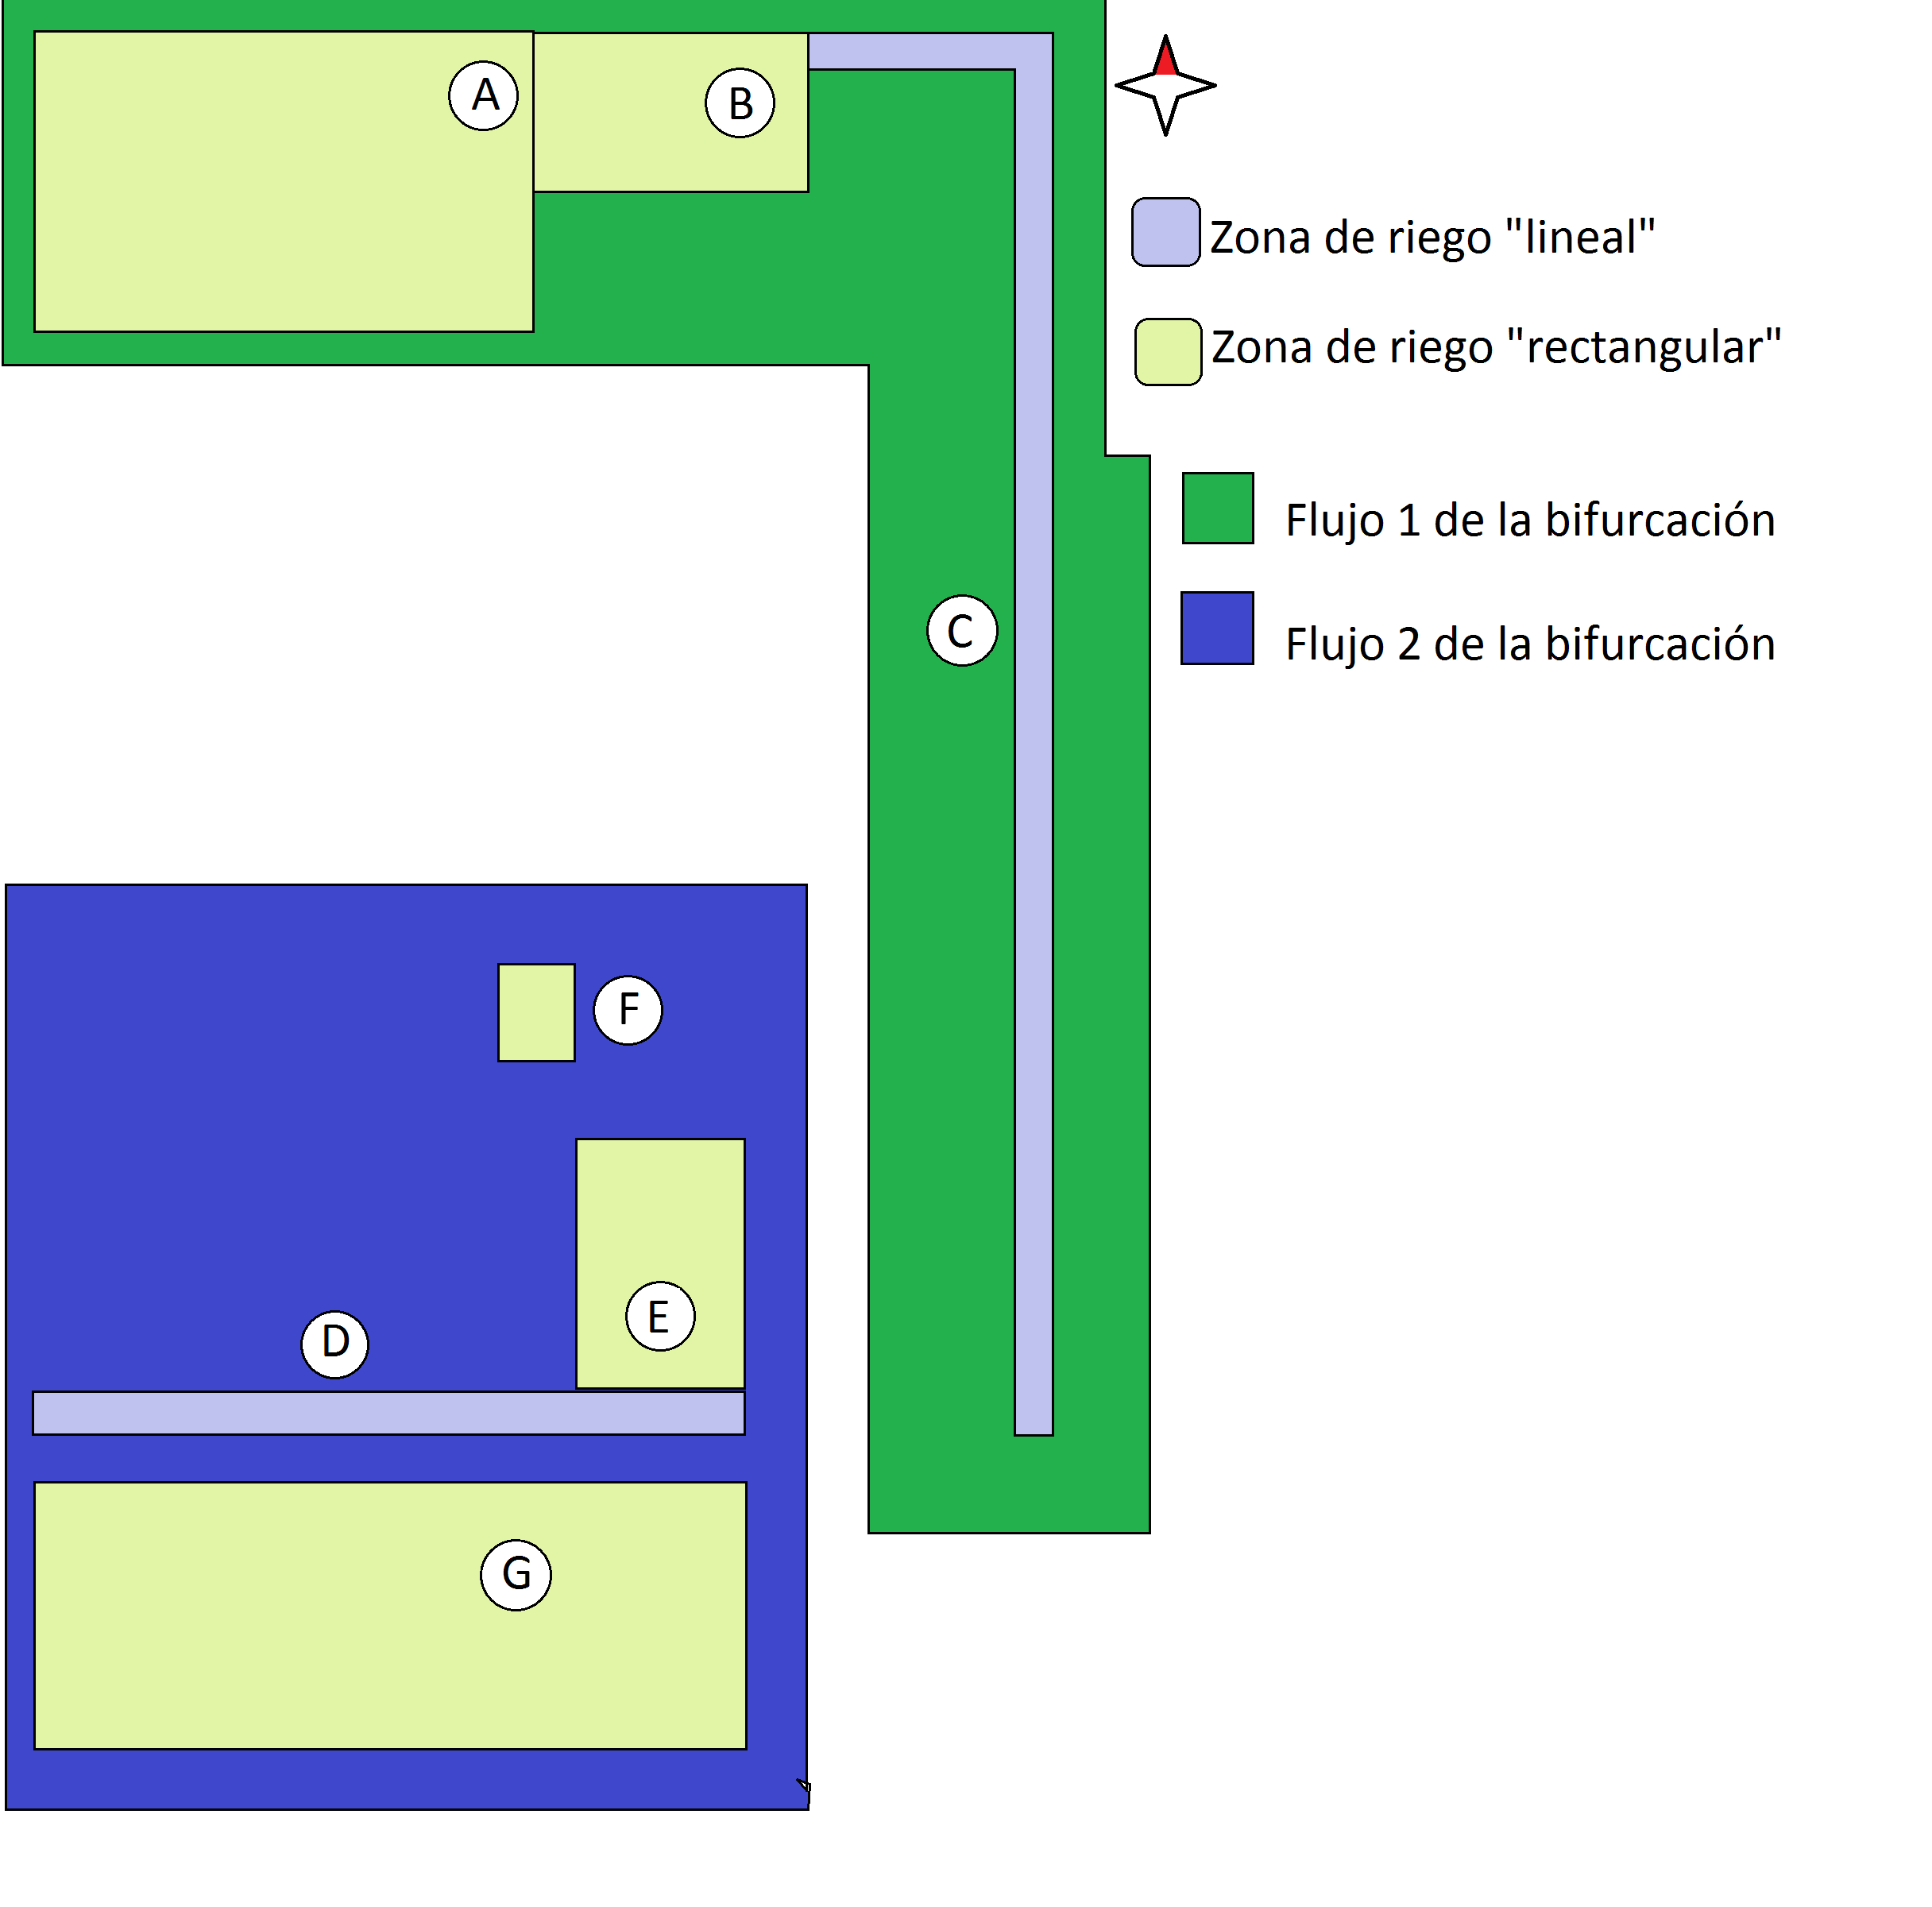 A
B
Zona de riego "lineal"
Zona de riego "rectangular"
Flujo 1 de la bifurcación
C
Flujo 2 de la bifurcación
F
E
D
G